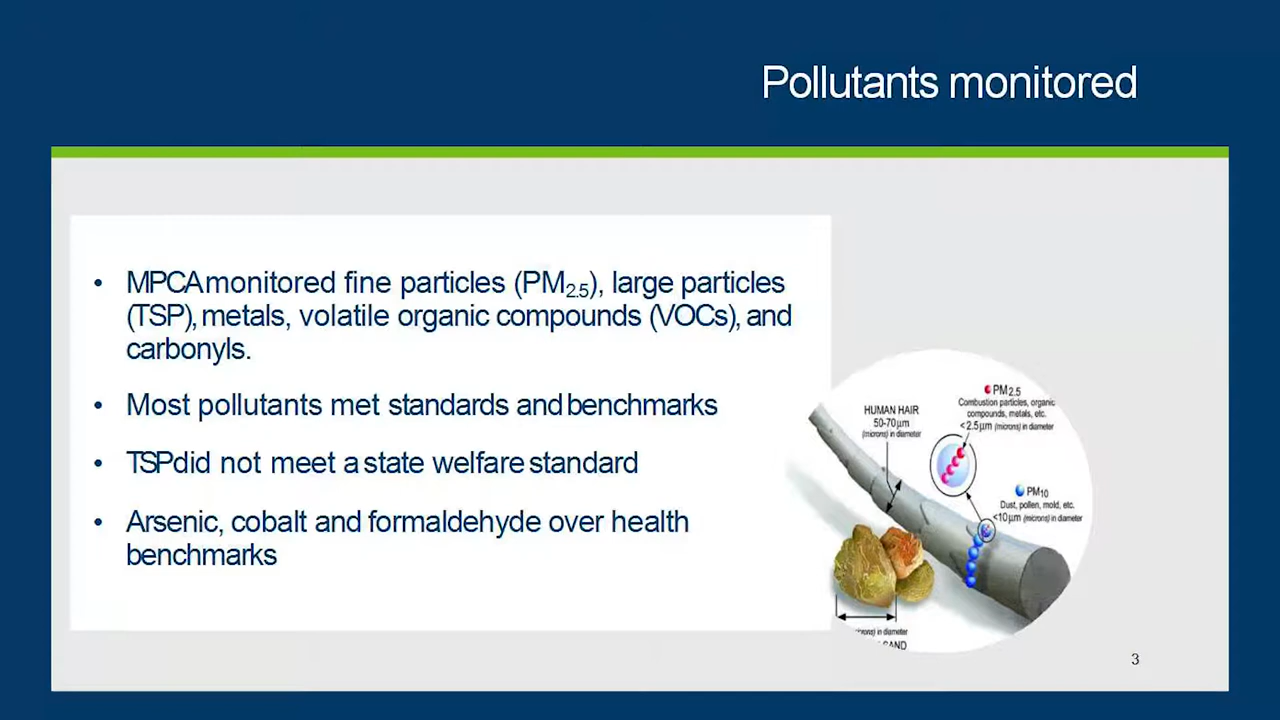 Pollutants monitored
• MPCA monitored fine particles (PM2.5), large particles
(TSP), metals, volatile organic compounds (VOCs), and
carbonyls.
• Most pollutants met standards and benchmarks
• TSP did not meet a state welfare standard
• Arsenic, cobalt and formaldehyde over health
benchmarks
HUMAN HAIR
50-70µm
(microns) in diameter
PM2.5
Combustion particles, organic
compounds, metals, etc.
<2.5µm (microns) in diameter
PM10
Dust, pollen, mold, etc.
<10µm (microns) in diameter
in diameter
SAND
3